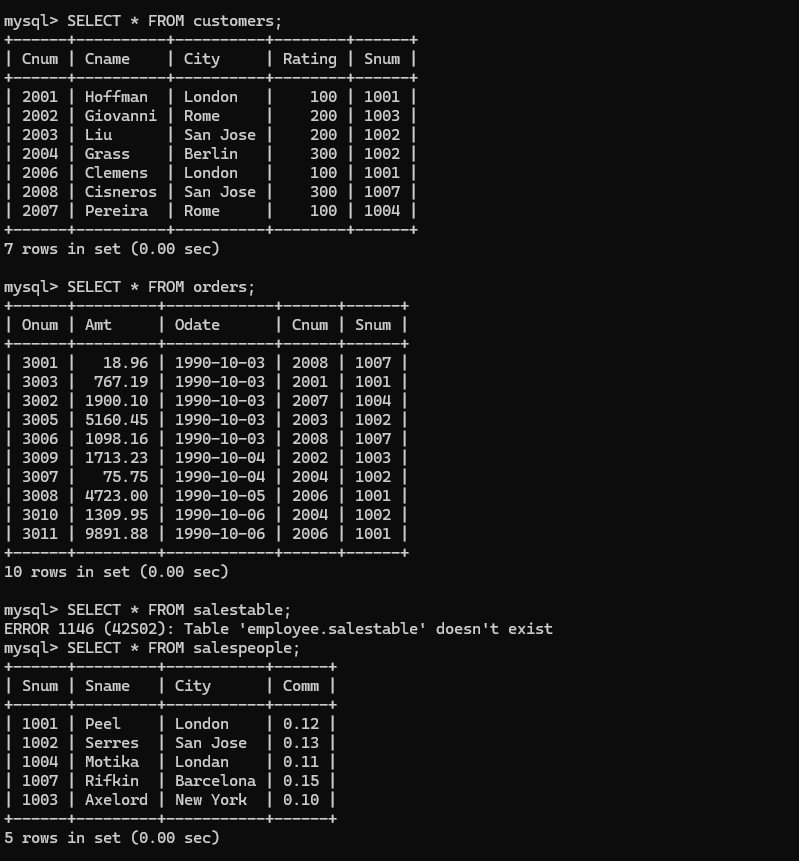 mysql> SELECT * FROM customers;
+------+----------+----------+--------+------+
| Cnum | Cname    | City     | Rating | Snum |
+------+----------+----------+--------+------+
| 2001 | Hoffman  | London   |    100 | 1001 |
| 2002 | Giovanni | Rome     |    200 | 1003 |
| 2003 | Liu      | San Jose |    200 | 1002 |
| 2004 | Grass    | Berlin   |    300 | 1002 |
| 2006 | Clemens  | London   |    100 | 1001 |
| 2008 | Cisneros | San Jose |    300 | 1007 |
| 2007 | Pereira  | Rome     |    100 | 1004 |
+------+----------+----------+--------+------+
7 rows in set (0.00 sec)

mysql> SELECT * FROM orders;
+------+---------+------------+------+------+
| Onum | Amt     | Odate      | Cnum | Snum |
+------+---------+------------+------+------+
| 3001 |   18.96 | 1990-10-03 | 2008 | 1007 |
| 3003 |  767.19 | 1990-10-03 | 2001 | 1001 |
| 3002 | 1900.10 | 1990-10-03 | 2007 | 1004 |
| 3005 | 5160.45 | 1990-10-03 | 2003 | 1002 |
| 3006 | 1098.16 | 1990-10-03 | 2008 | 1007 |
| 3009 | 1713.23 | 1990-10-04 | 2002 | 1003 |
| 3007 |   75.75 | 1990-10-04 | 2004 | 1002 |
| 3008 | 4723.00 | 1990-10-05 | 2006 | 1001 |
| 3010 | 1309.95 | 1990-10-06 | 2004 | 1002 |
| 3011 | 9891.88 | 1990-10-06 | 2006 | 1001 |
+------+---------+------------+------+------+
10 rows in set (0.00 sec)

mysql> SELECT * FROM salestable;
ERROR 1146 (42S02): Table 'employee.salestable' doesn't exist
mysql> SELECT * FROM salespeople;
+------+---------+-----------+------+
| Snum | Sname   | City      | Comm |
+------+---------+-----------+------+
| 1001 | Peel    | London    | 0.12 |
| 1002 | Serres  | San Jose  | 0.13 |
| 1004 | Motika  | Londan    | 0.11 |
| 1007 | Rifkin  | Barcelona | 0.15 |
| 1003 | Axelord | New York  | 0.10 |
+------+---------+-----------+------+
5 rows in set (0.00 sec)